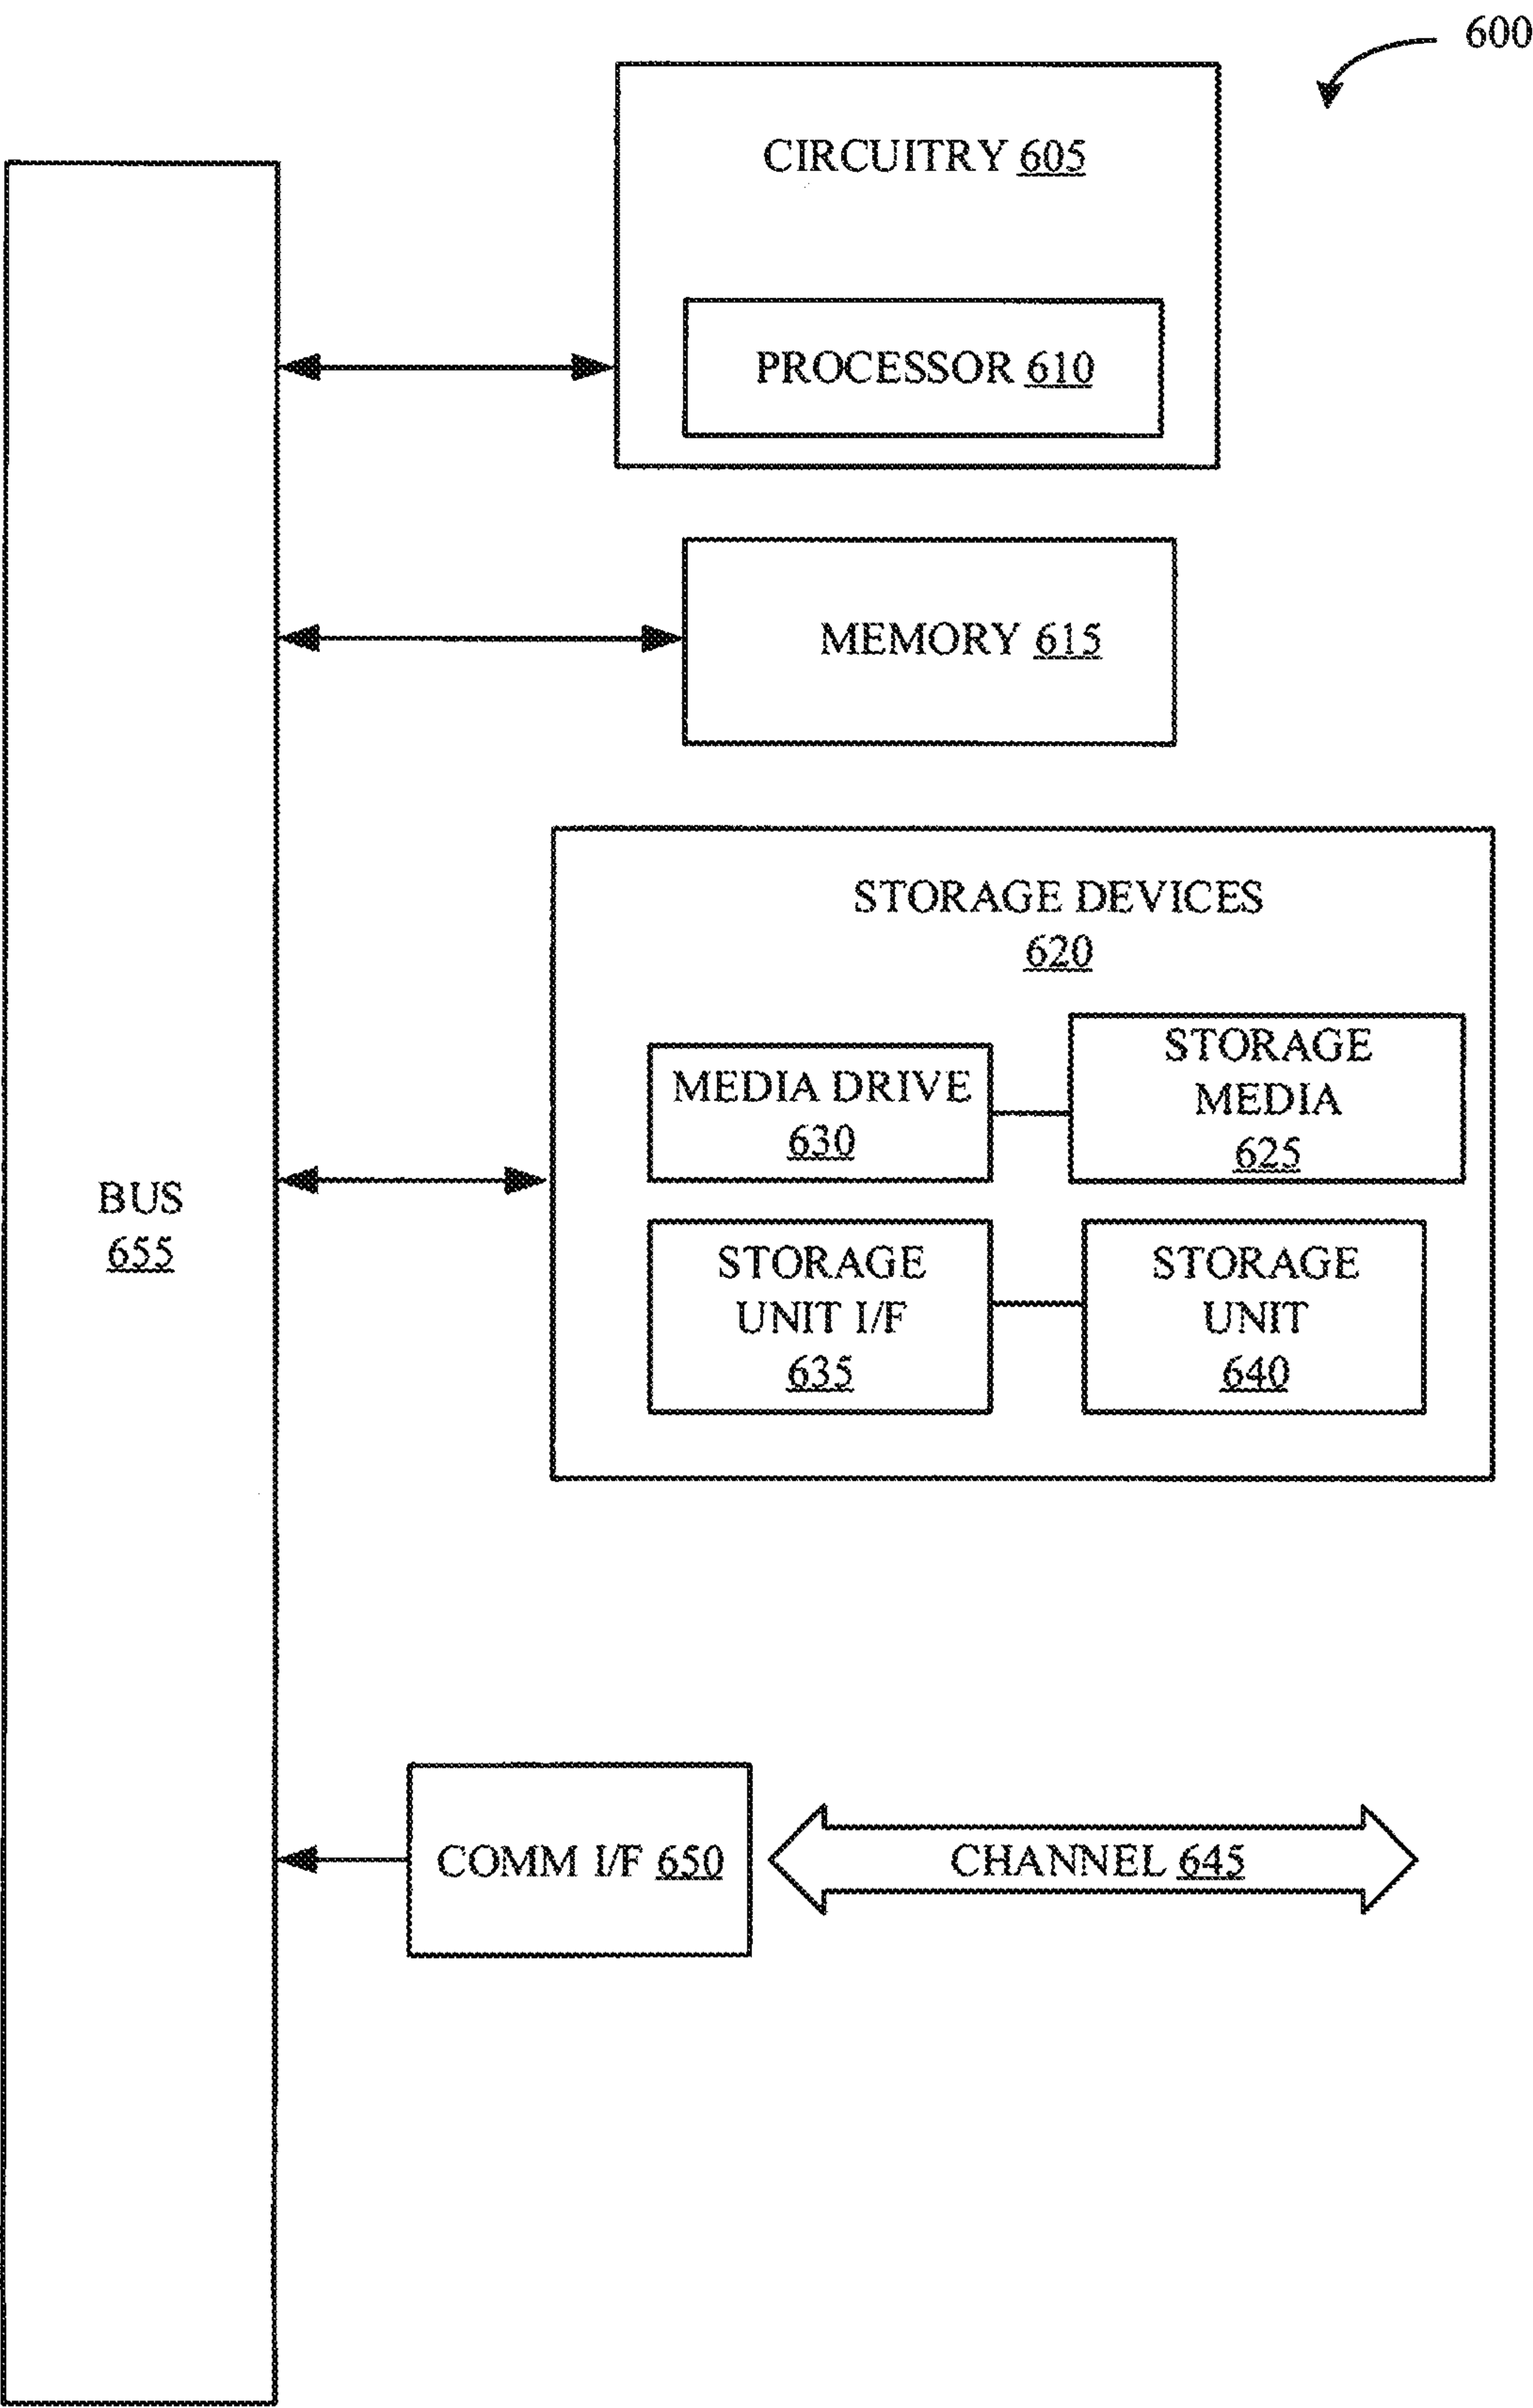 600
CIRCUITRY 605
PROCESSOR 610
MEMORY 615
STORAGE DEVICES
620
MEDIA DRIVE
630
STORAGE
MEDIA
625
BUS
655
STORAGE
UNIT I/F
635
STORAGE
UNIT
640
COMM I/F 650
CHANNEL 645